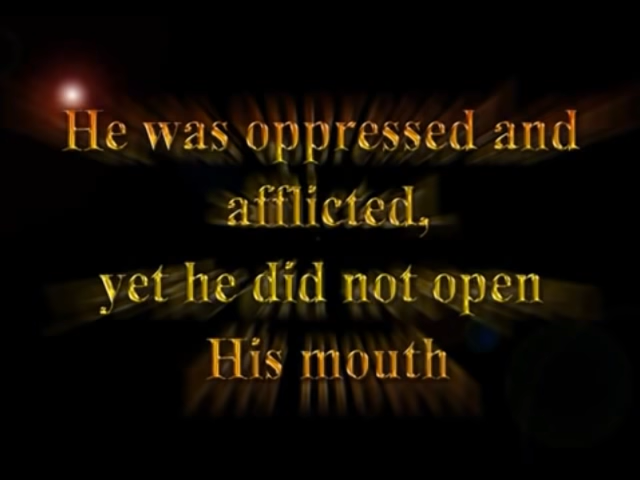 He was oppressed and
afflicted,
yet he did not open
His mouth